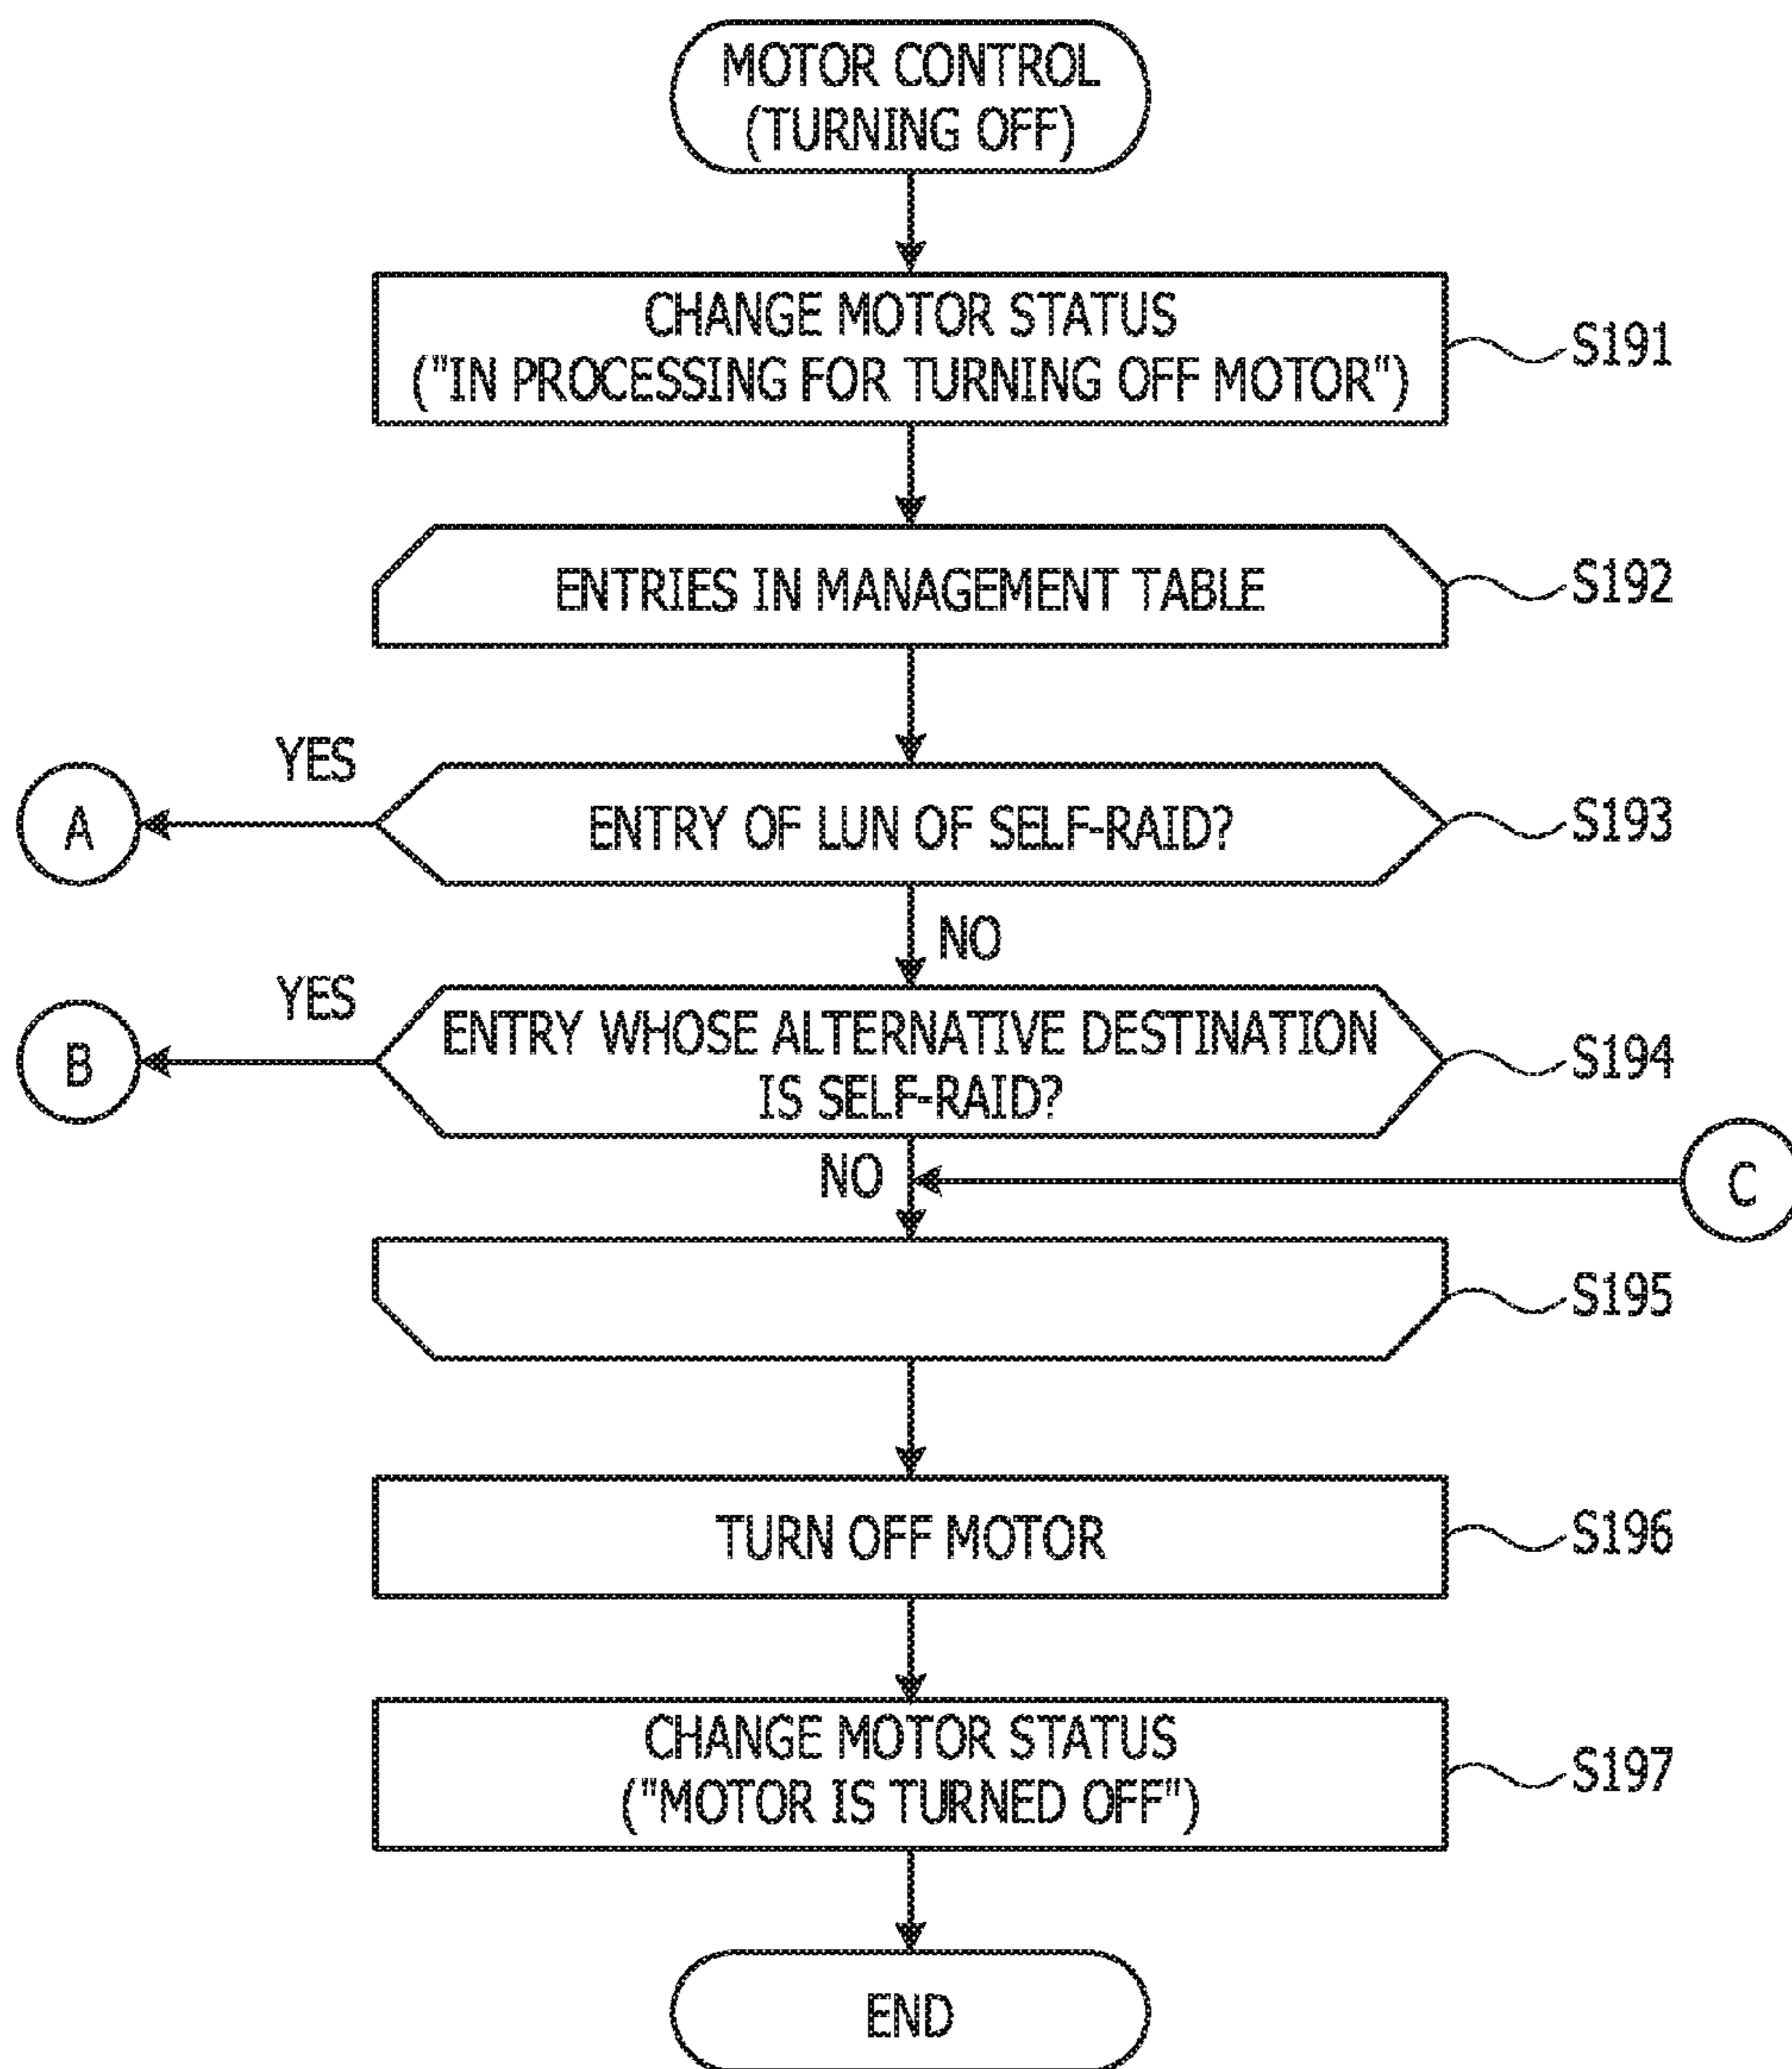 MOTOR CONTROL
(TURNING OFF)
CHANGE MOTOR STATUS
("IN PROCESSING FOR TURNING OFF MOTOR")
S191
ENTRIES IN MANAGEMENT TABLE
S192
YES
A
ENTRY OF LUN OF SELF-RAID?
S193
NO
YES
B
ENTRY WHOSE ALTERNATIVE DESTINATION
IS SELF-RAID?
S194
NO
C
S195
TURN OFF MOTOR
S196
CHANGE MOTOR STATUS
("MOTOR IS TURNED OFF")
S197
END